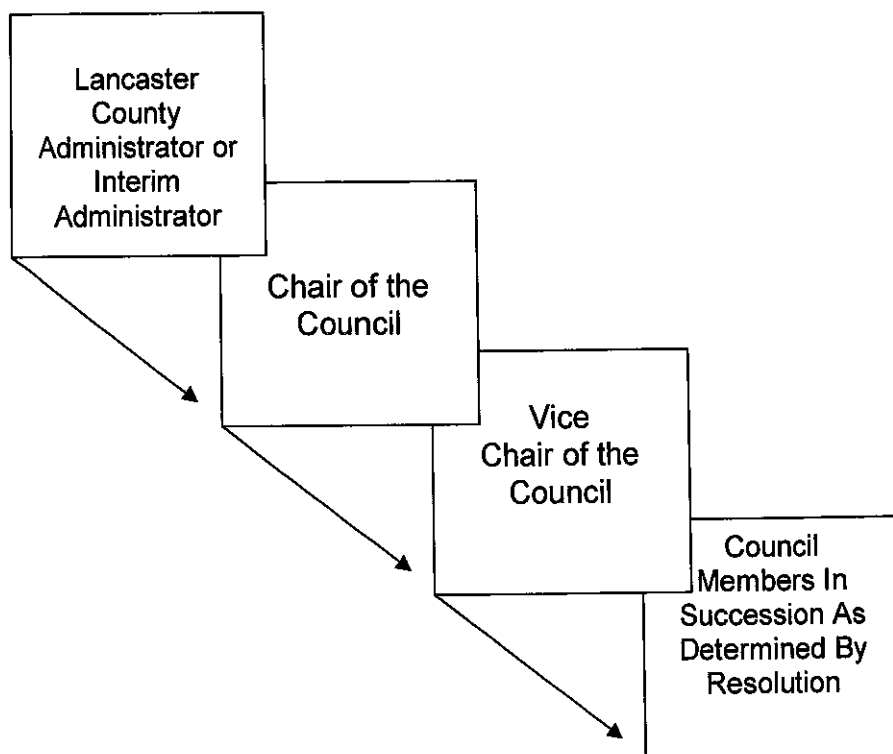 Lancaster
County
Administrator or
Interim
Administrator
Chair of the
Council
Vice
Chair of the
Council
Council
Members In
Succession As
Determined By
Resolution